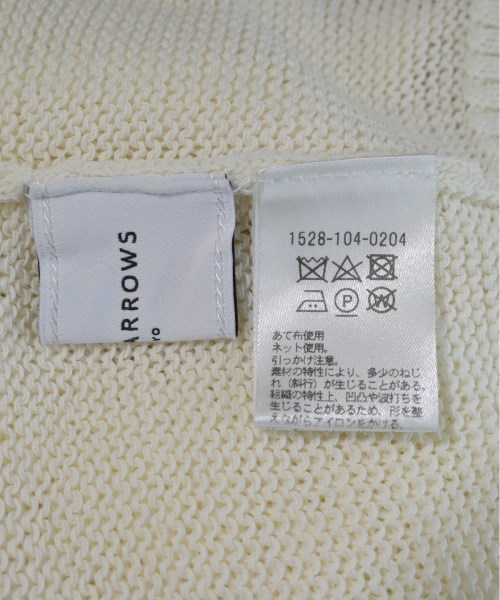 ARROWS
ro
1528-104-0204
P
W
あて布使用
ネット使用。
引っかけ注意。
素材の特性により、多少のねじ
れ（斜行）が生じることがある。
組織の特性上、凹凸や波打ちを
生じることがあるため、形を整
えながらアイロンをかける。